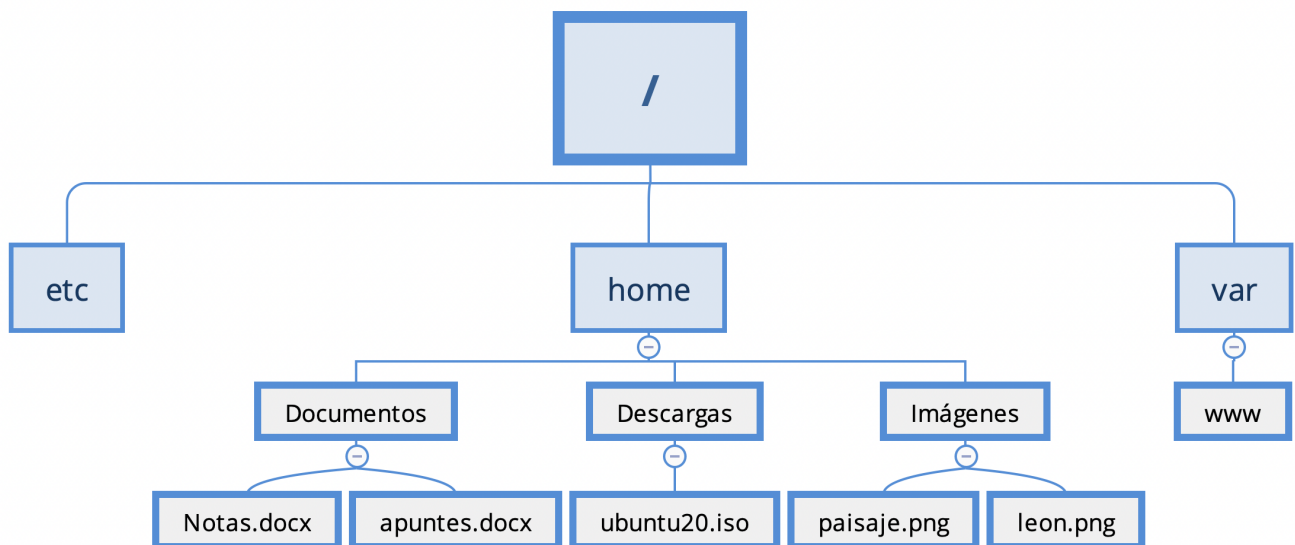 /
etc
home
var
Documentos
Descargas
Imágenes
www
Notas.docx
apuntes.docx
ubuntu20.iso
paisaje.png
leon.png